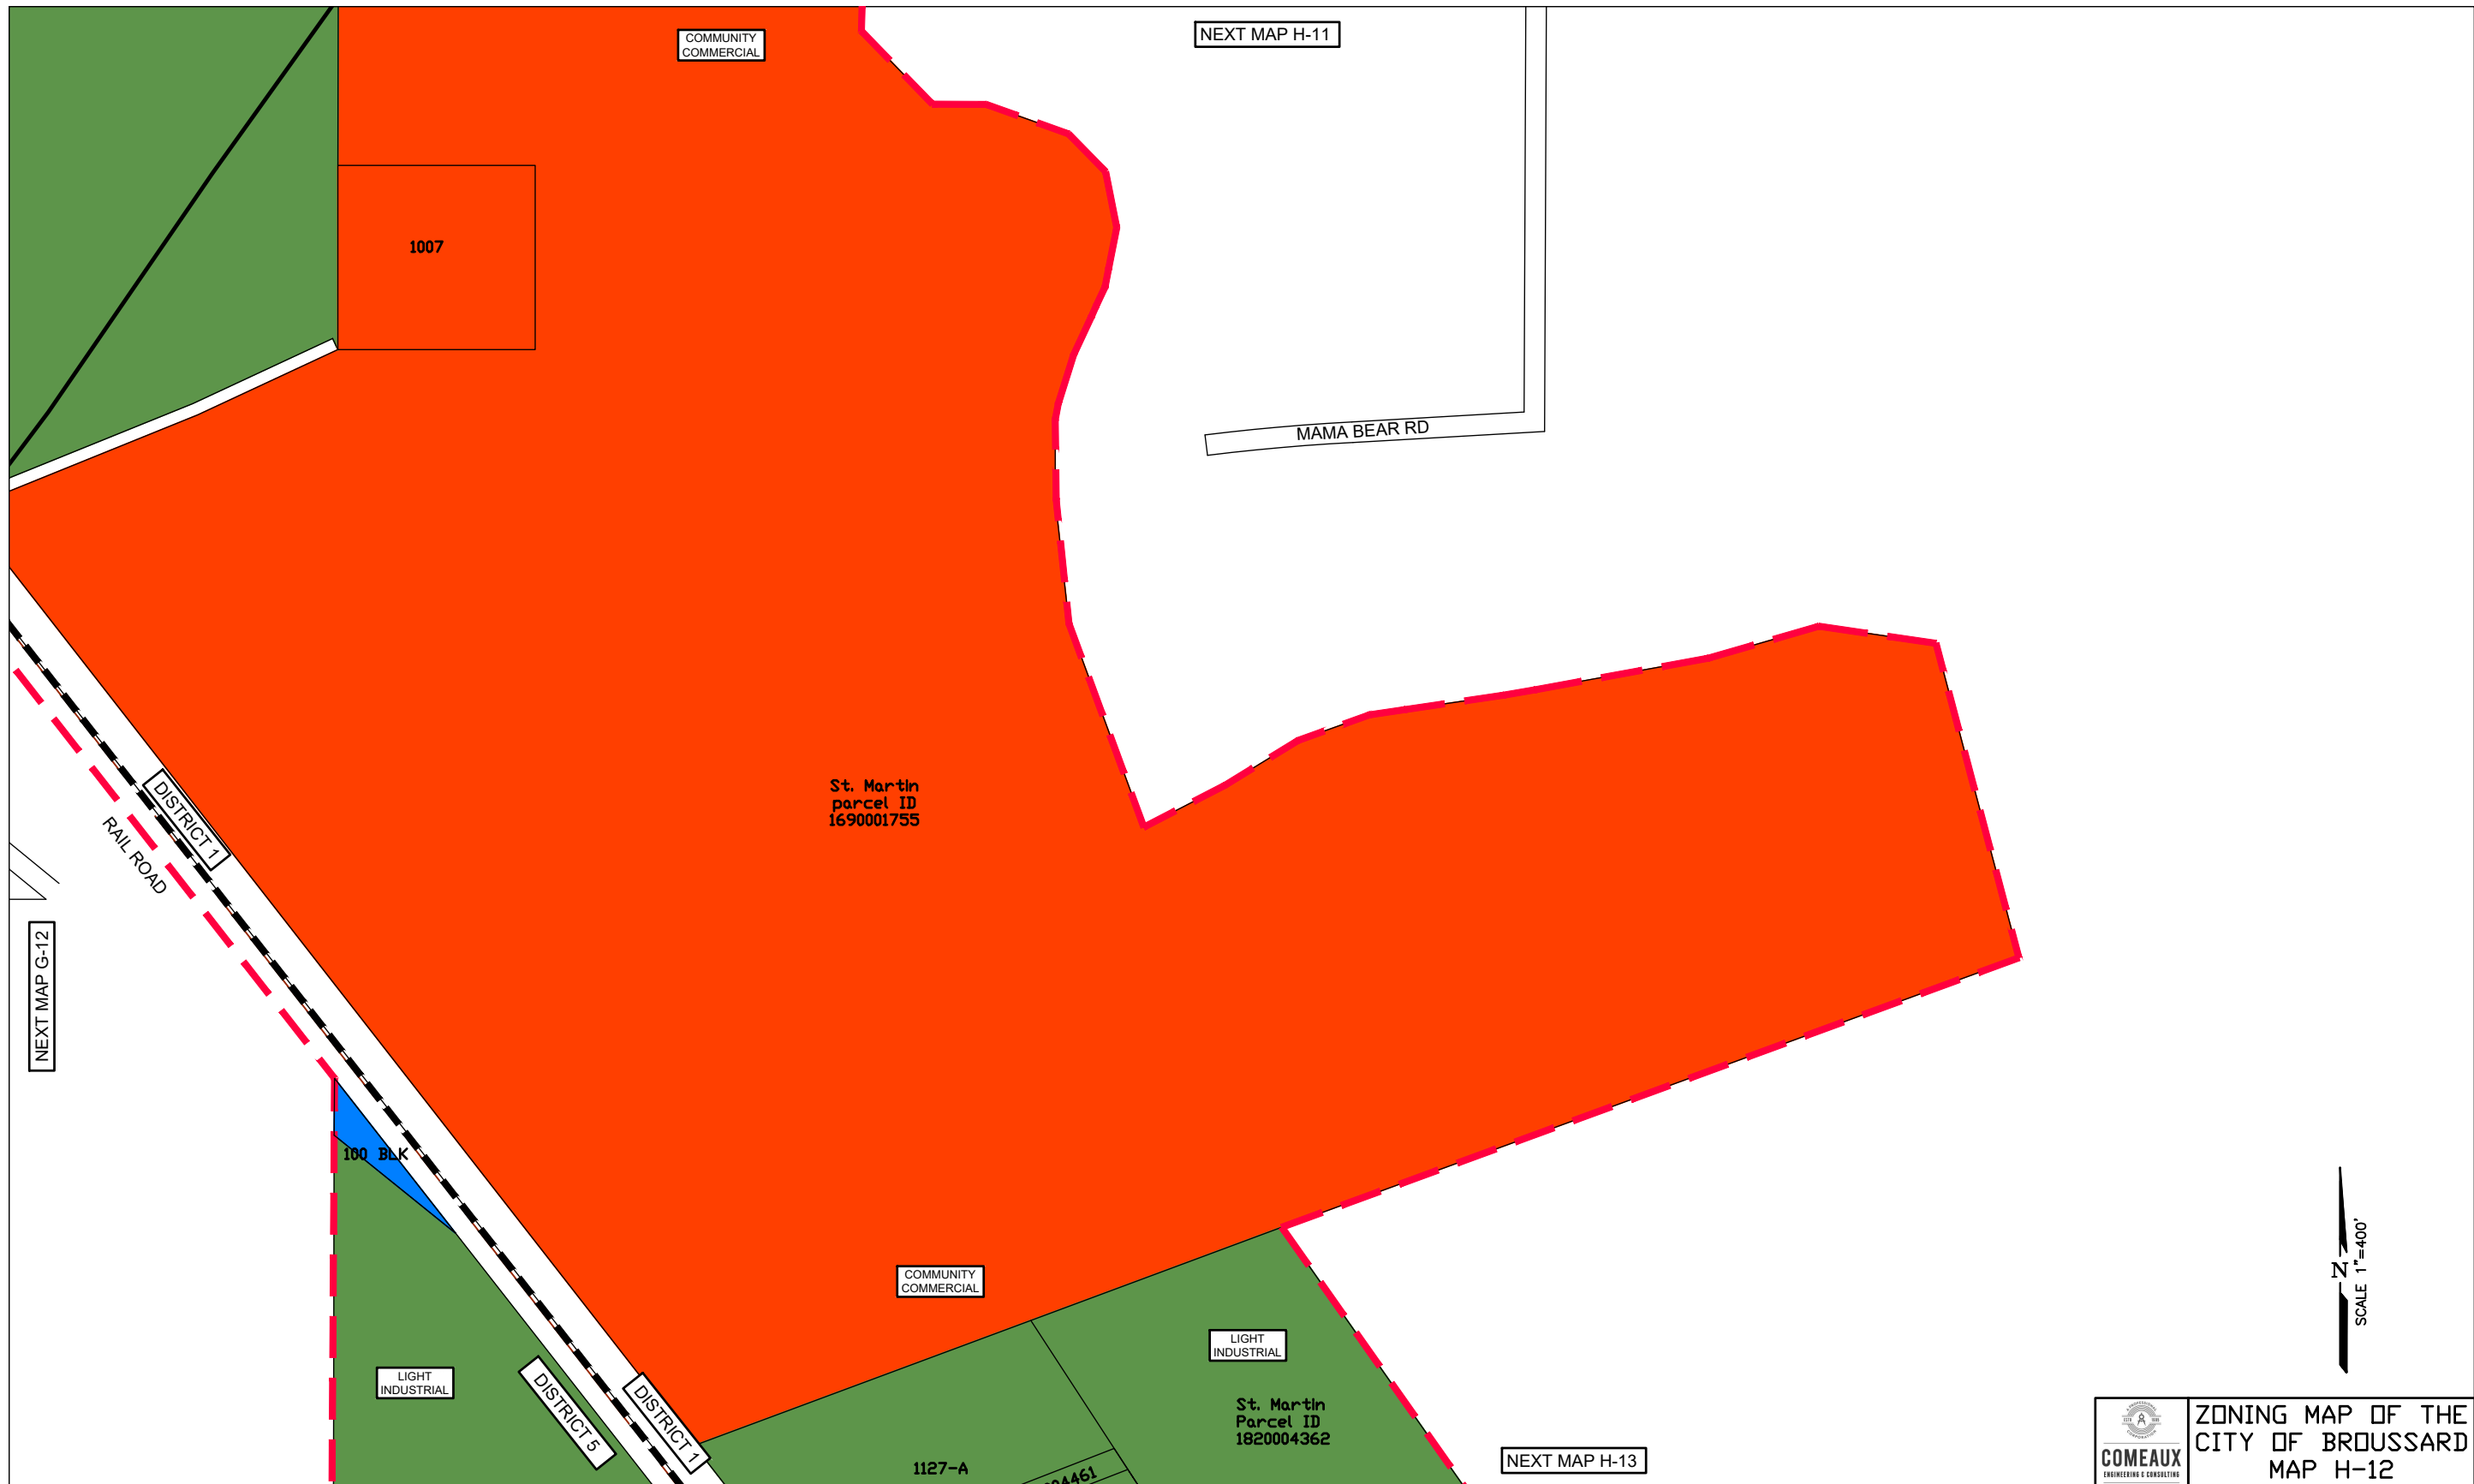 COMMUNITY
COMMERCIAL
NEXT MAP H-11
1007
MAMA BEAR RD
St. Martin
parcel ID
1690001755
DISTRICT 1
RAIL ROAD
NEXT MAP G-12
100 BLK
COMMUNITY
COMMERCIAL
LIGHT
INDUSTRIAL
LIGHT
INDUSTRIAL
DISTRICT 5
DISTRICT 1
St. Martin
Parcel ID
1820004362
1127-A
NEXT MAP H-13
N
SCALE 1"=400'
COMEAUX
ENGINEERING & CONSULTING
ZONING MAP OF THE
CITY OF BROUSSARD
MAP H-12